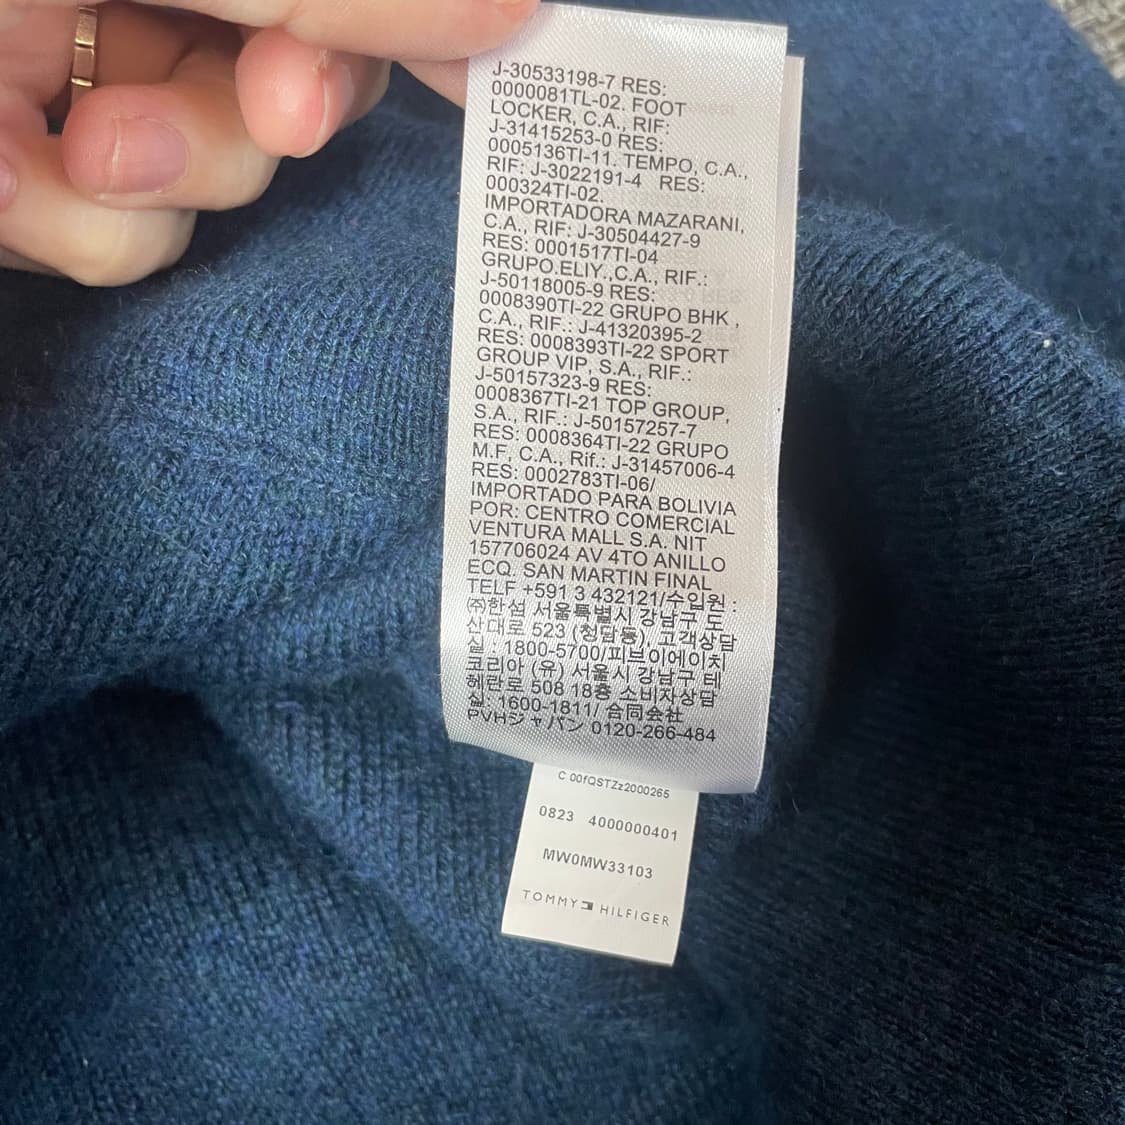 J-30533198-7 RES:
0000081TL-02. FOOT
LOCKER, C.A., RIF:
J-31415253-0 RES:
0005136TI-11. TEMPO, C.A.,
RIF: J-3022191-4 RES:
000324TI-02.
IMPORTADORA MAZARANI,
C.A., RIF: J-30504427-9
RES: 0001517TI-04
GRUPO.ELIY.,C.A., RIF.:
J-50118005-9 RES:
0008390TI-22 GRUPO BHK ,
C.A., RIF.: J-41320395-2
RES: 0008393TI-22 SPORT
GROUP VIP, S.A., RIF.:
J-50157323-9 RES:
0008367TI-21 TOP GROUP,
S.A., RIF.: J-50157257-7
RES: 0008364TI-22 GRUPO
M.F, C.A., Rif.: J-31457006-4
RES: 0002783TI-06/
IMPORTADO PARA BOLIVIA
POR: CENTRO COMERCIAL
VENTURA MALL S.A. NIT
157706024 AV 4TO ANILLO
ECQ. SAN MARTIN FINAL
TELF +591 3 432121/수입원 :
㈜한섬 서울특별시 강남구 도
산대로 523 (청담동), 고객상담
실 : 1800-5700/피브이에이치
코리아 (유) 서울시 강남구 테
헤란로 508 18층 소비자상담
실: 1600-1811/ 合同会社
PVHジャパン 0120-266-484
C 00fQSTZz2000265
0823 4000000401
MW0MW33103
TOMMY HILFIGER